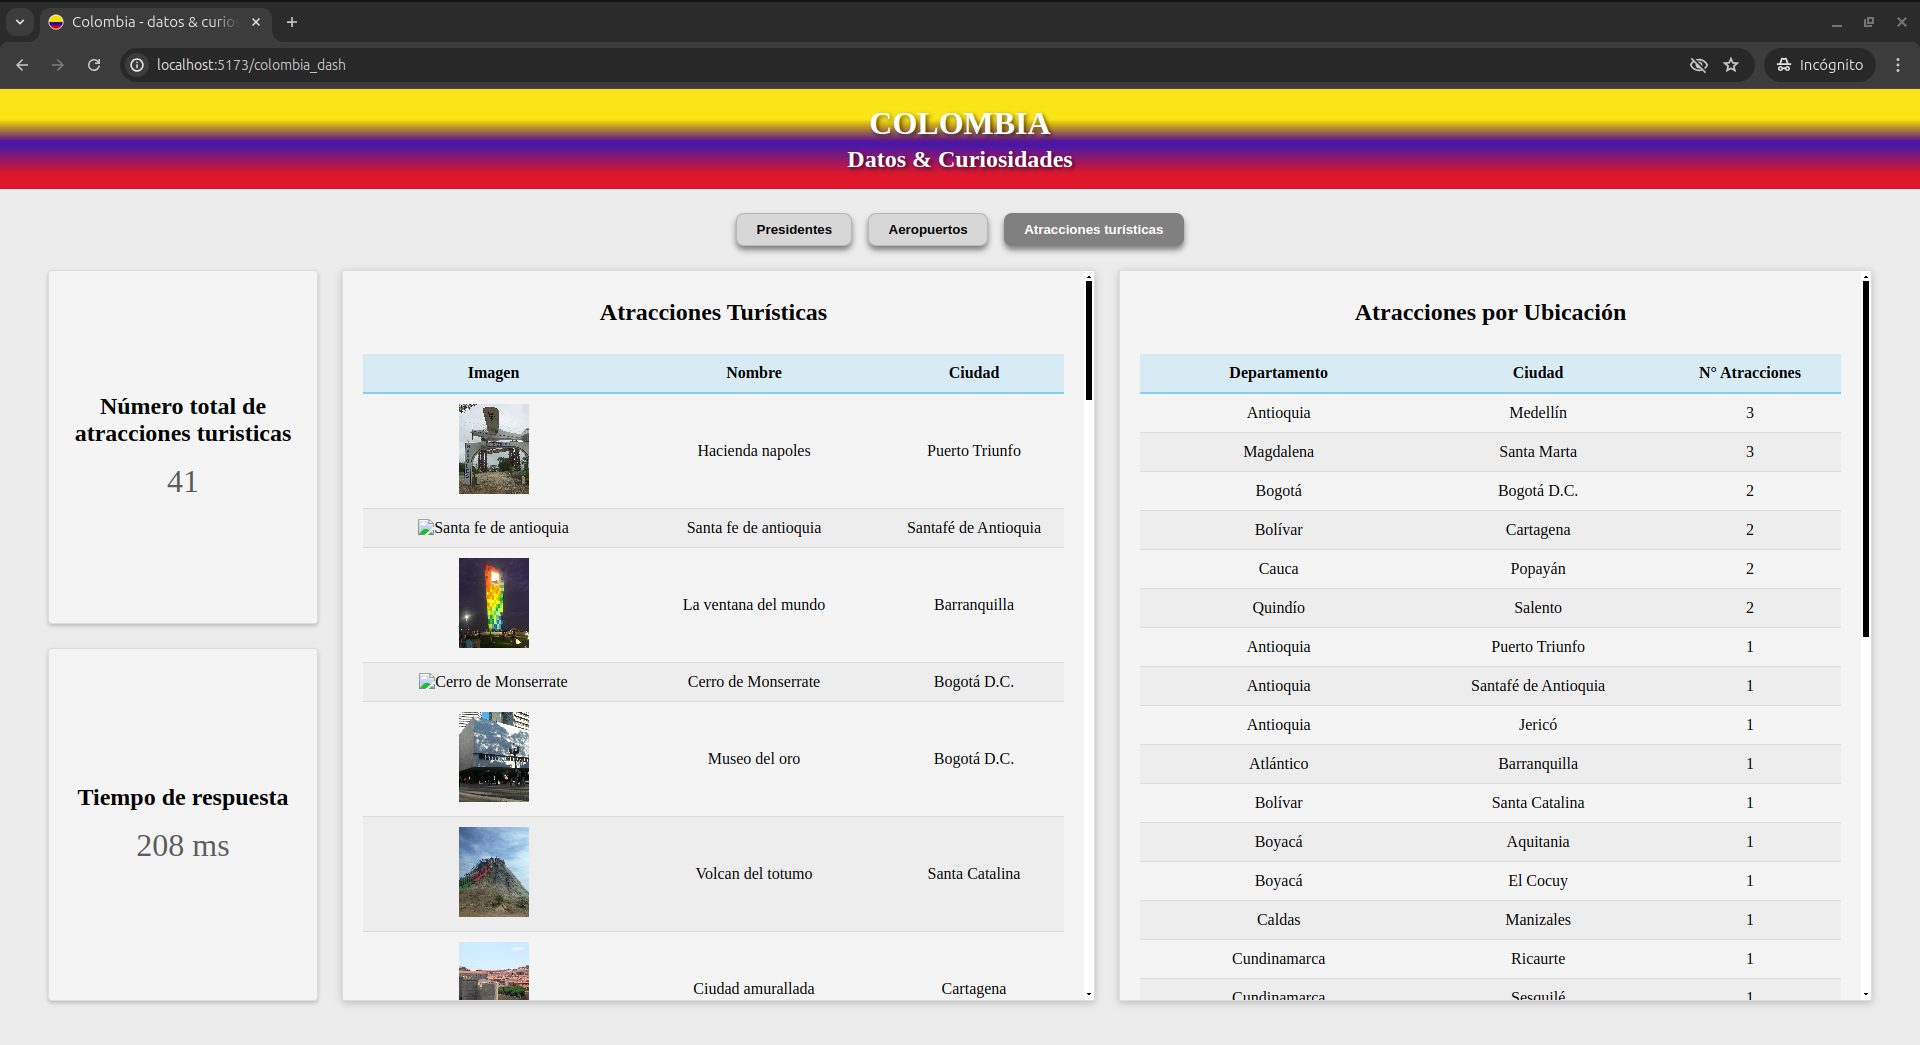 Colombia - datos & curio
localhost:5173/colombia_dash
Incógnito
COLOMBIA
Datos & Curiosidades
Presidentes
Aeropuertos
Atracciones turísticas
Número total de
atracciones turisticas
41
Tiempo de respuesta
208 ms
Atracciones Turísticas
Imagen Nombre Ciudad
Hacienda napoles Puerto Triunfo
Santa fe de antioquia Santa fe de antioquia Santafé de Antioquia
La ventana del mundo Barranquilla
Cerro de Monserrate Cerro de Monserrate Bogotá D.C.
Museo del oro Bogotá D.C.
Volcan del totumo Santa Catalina
Ciudad amurallada Cartagena
Atracciones por Ubicación
Departamento Ciudad N° Atracciones
Antioquia Medellín 3
Magdalena Santa Marta 3
Bogotá Bogotá D.C. 2
Bolívar Cartagena 2
Cauca Popayán 2
Quindío Salento 2
Antioquia Puerto Triunfo 1
Antioquia Santafé de Antioquia 1
Antioquia Jericó 1
Atlántico Barranquilla 1
Bolívar Santa Catalina 1
Boyacá Aquitania 1
Boyacá El Cocuy 1
Caldas Manizales 1
Cundinamarca Ricaurte 1
Cundinamarca Sesquilé 1